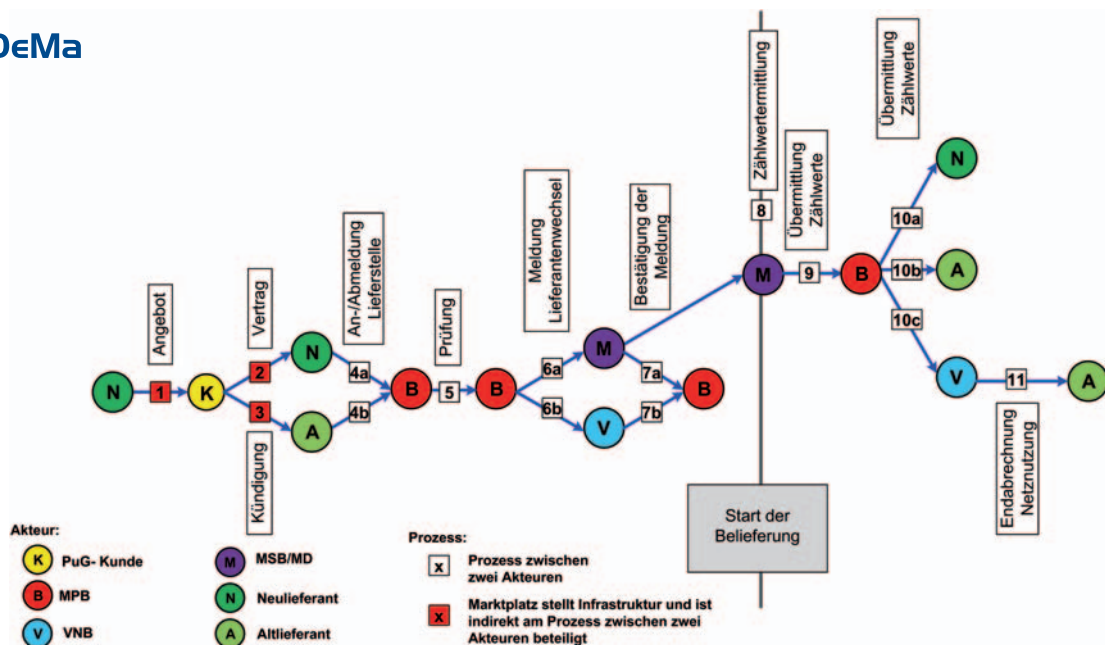 DeMa
Angebot
Vertrag
Kündigung
An-/Abmeldung
Lieferstelle
Prüfung
Meldung
Lieferantenwechsel
Bestätigung der
Meldung
Zählwertermittlung
Übermittlung
Zählwerte
Übermittlung
Zählwerte
N
1
K
2
N
3
A
4a
4b
B
5
B
6a
M
6b
V
7a
7b
B
8
M
9
B
10a
N
10b
A
10c
V
11
A
Endabrechnung
Netznutzung
Start der
Belieferung
Akteur:
K PuG- Kunde
B MPB
V VNB
M MSB/MD
N Neulieferant
A Altlieferant
Prozess:
x Prozess zwischen
zwei Akteuren
x Marktplatz stellt Infrastruktur und ist
indirekt am Prozess zwischen zwei
Akteuren beteiligt